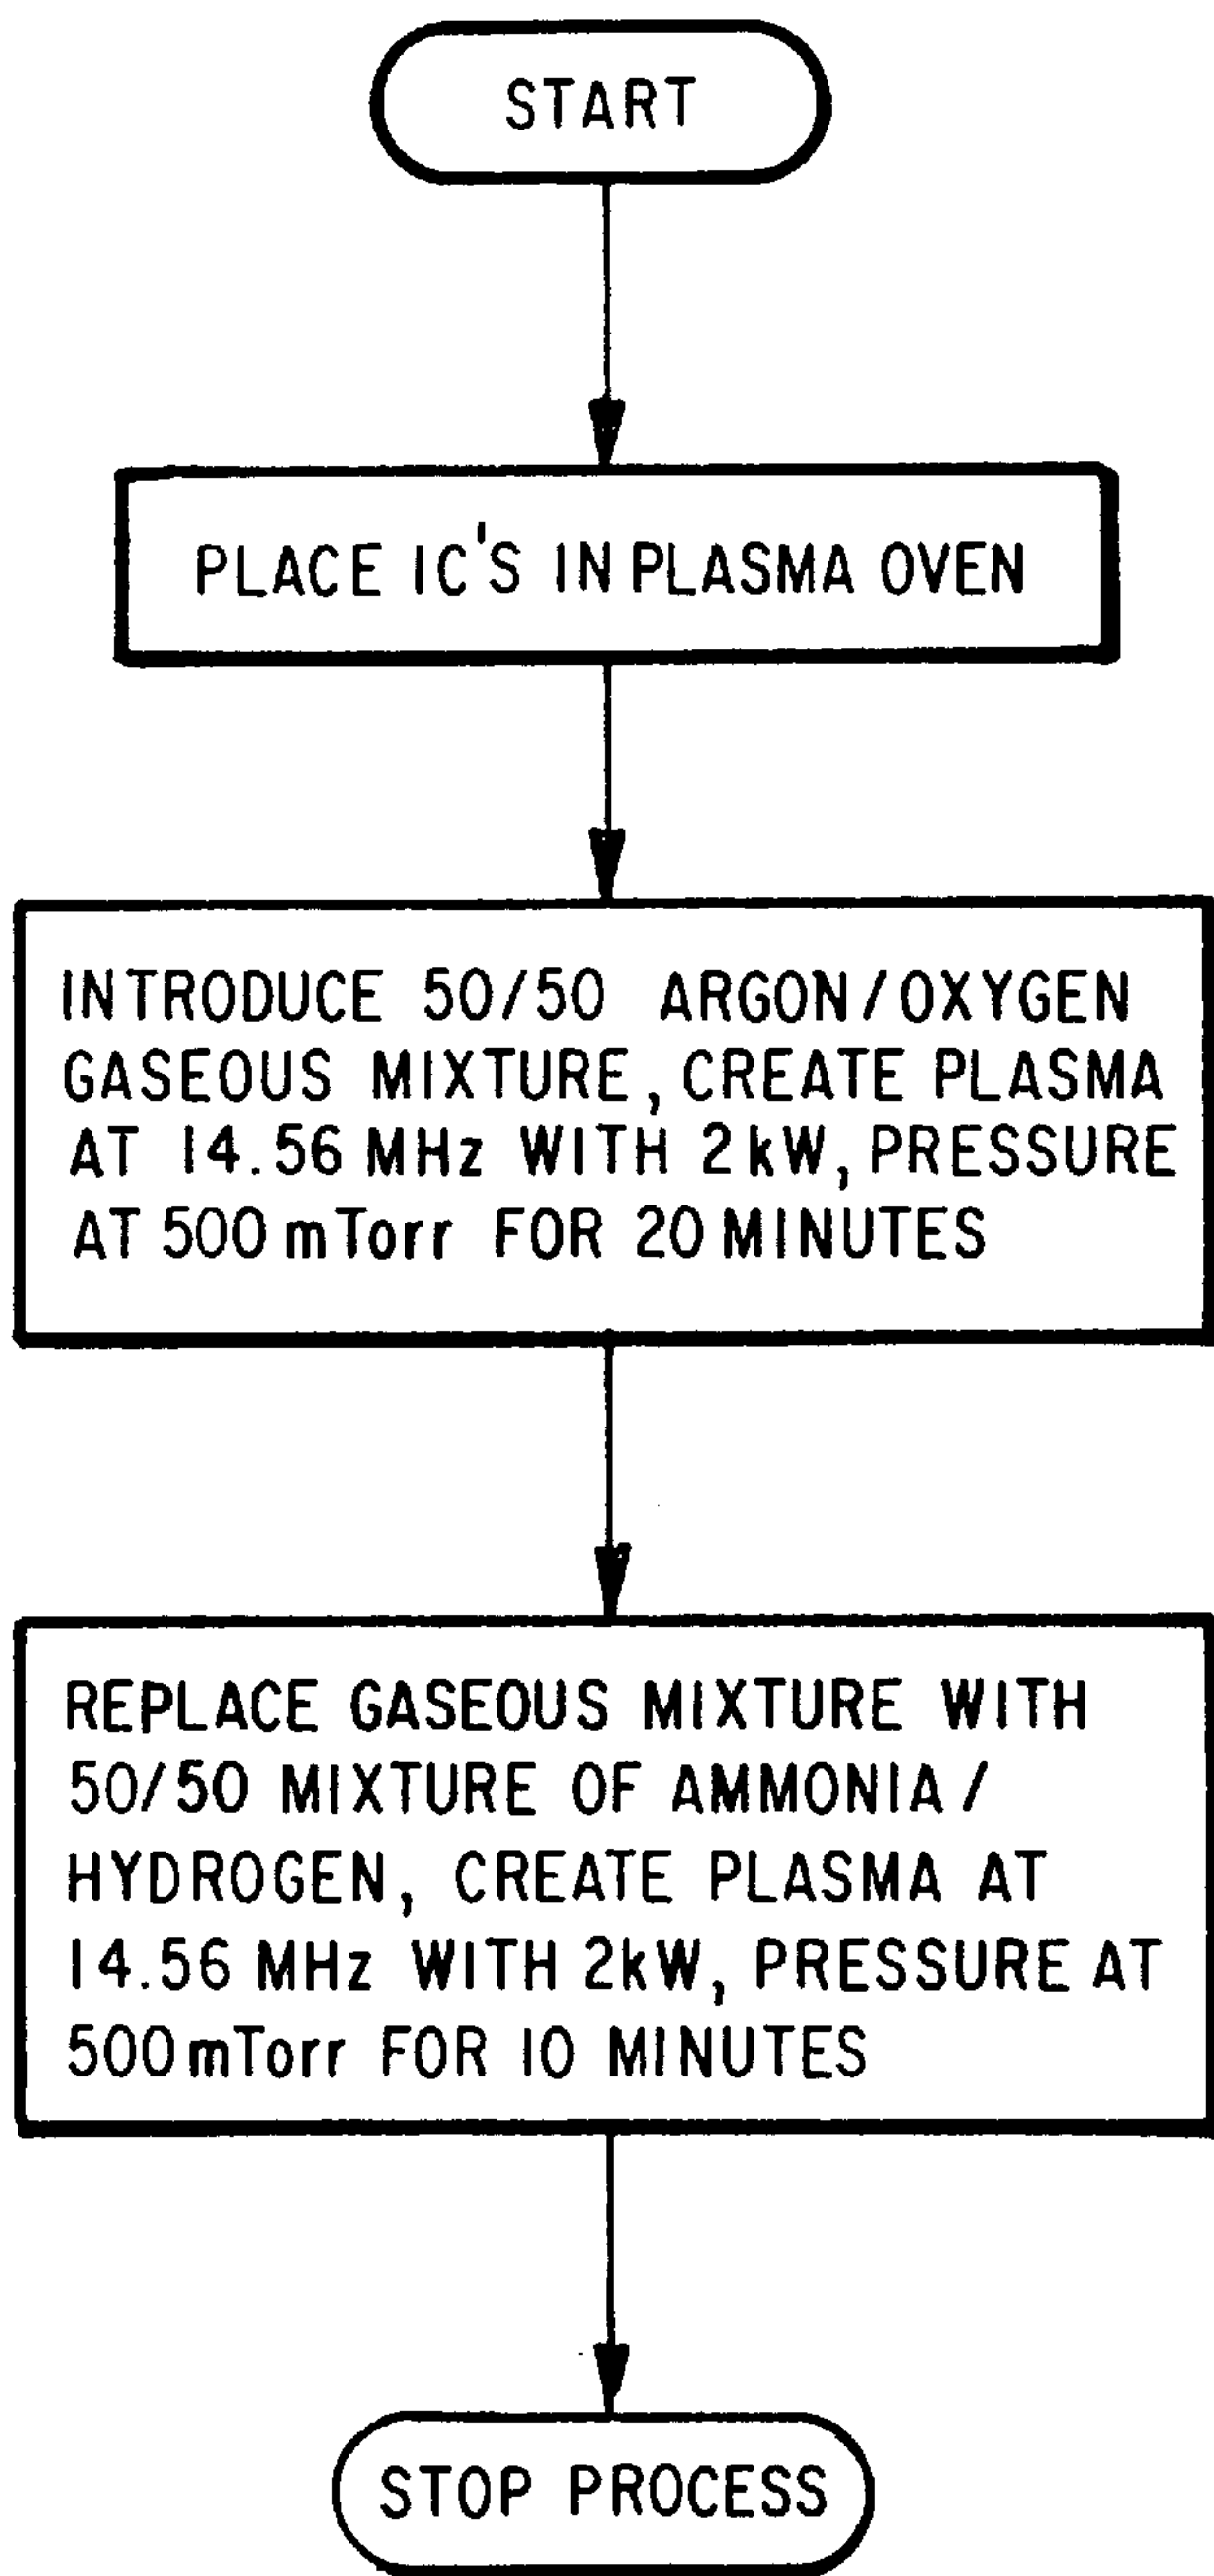 START
PLACE IC'S IN PLASMA OVEN
INTRODUCE 50/50 ARGON/OXYGEN
GASEOUS MIXTURE, CREATE PLASMA
AT 14.56 MHz WITH 2kW, PRESSURE
AT 500 mTorr FOR 20 MINUTES
REPLACE GASEOUS MIXTURE WITH
50/50 MIXTURE OF AMMONIA/
HYDROGEN, CREATE PLASMA AT
14.56 MHz WITH 2kW, PRESSURE AT
500 mTorr FOR 10 MINUTES
STOP PROCESS